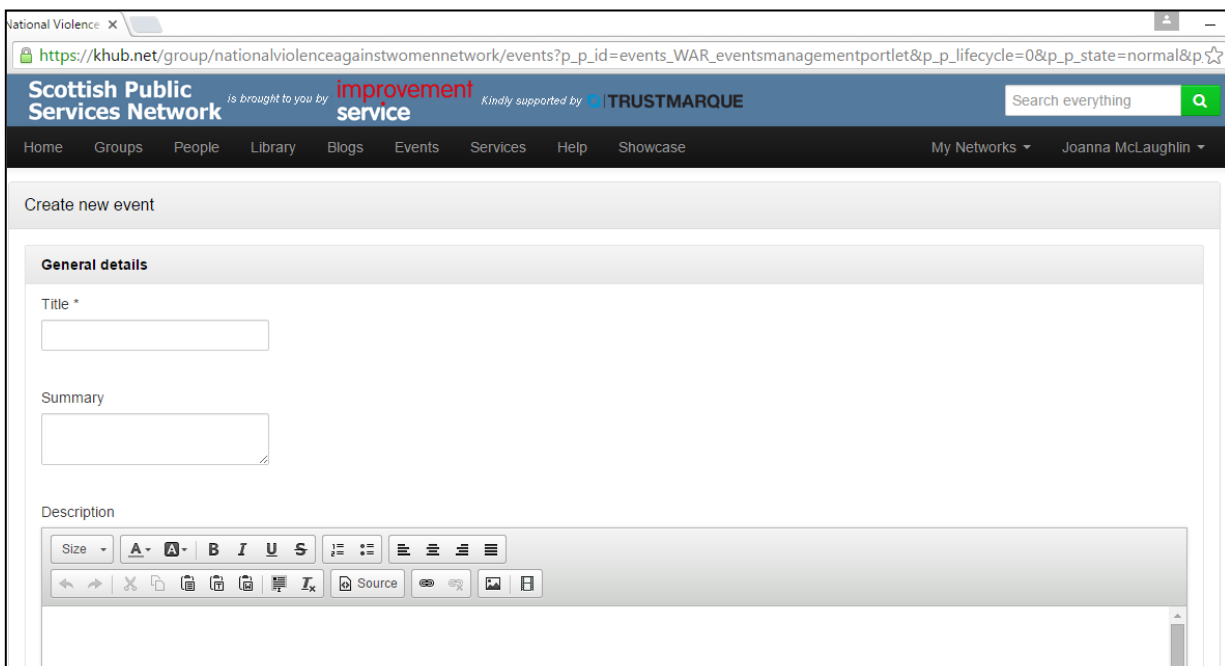 National Violence
https://khub.net/group/nationalviolenceagainstwomennetwork/events?p_p_id=events_WAR_eventsmanagementportlet&p_p_lifecycle=0&p_p_state=normal&p
Scottish Public Services Network is brought to you by improvement service Kindly supported by TRUSTMARQUE Search everything
Home Groups People Library Blogs Events Services Help Showcase My Networks Joanna McLaughlin
Create new event
General details
Title *
Summary
Description
Size A A B I U S
Source